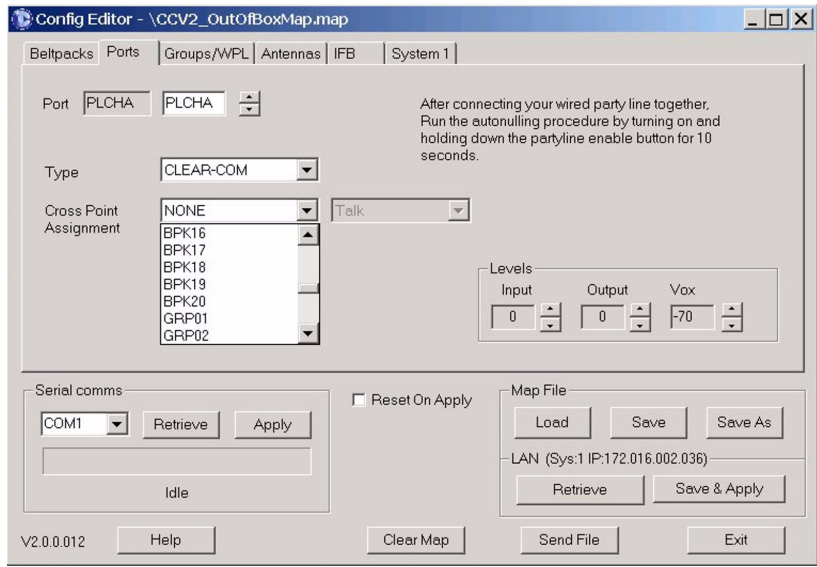 Config Editor - \CCV2_OutOfBoxMap.map
Beltpacks Ports Groups/WPL Antennas IFB System 1
Port PLCHA PLCHA
After connecting your wired party line together,
Run the autonulling procedure by turning on and
holding down the partyline enable button for 10
seconds.
Type CLEAR-COM
Cross Point
Assignment
NONE Talk
BPK16
BPK17
BPK18
BPK19
BPK20
GRP01
GRP02
Levels
Input Output Vox
0 0 -70
Serial comms
COM1 Retrieve Apply
Idle
Reset On Apply
Map File
Load Save Save As
LAN (Sys:1 IP:172.016.002.036)
Retrieve Save & Apply
V2.0.0.012 Help Clear Map Send File Exit